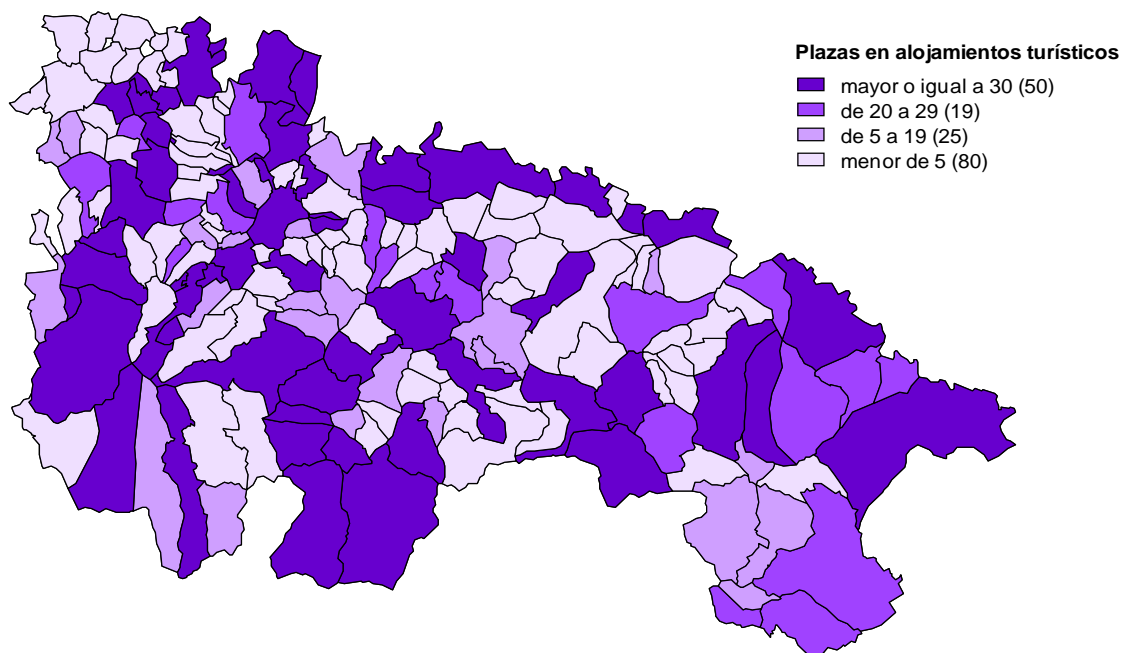 Plazas en alojamientos turísticos
mayor o igual a 30 (50)
de 20 a 29 (19)
de 5 a 19 (25)
menor de 5 (80)